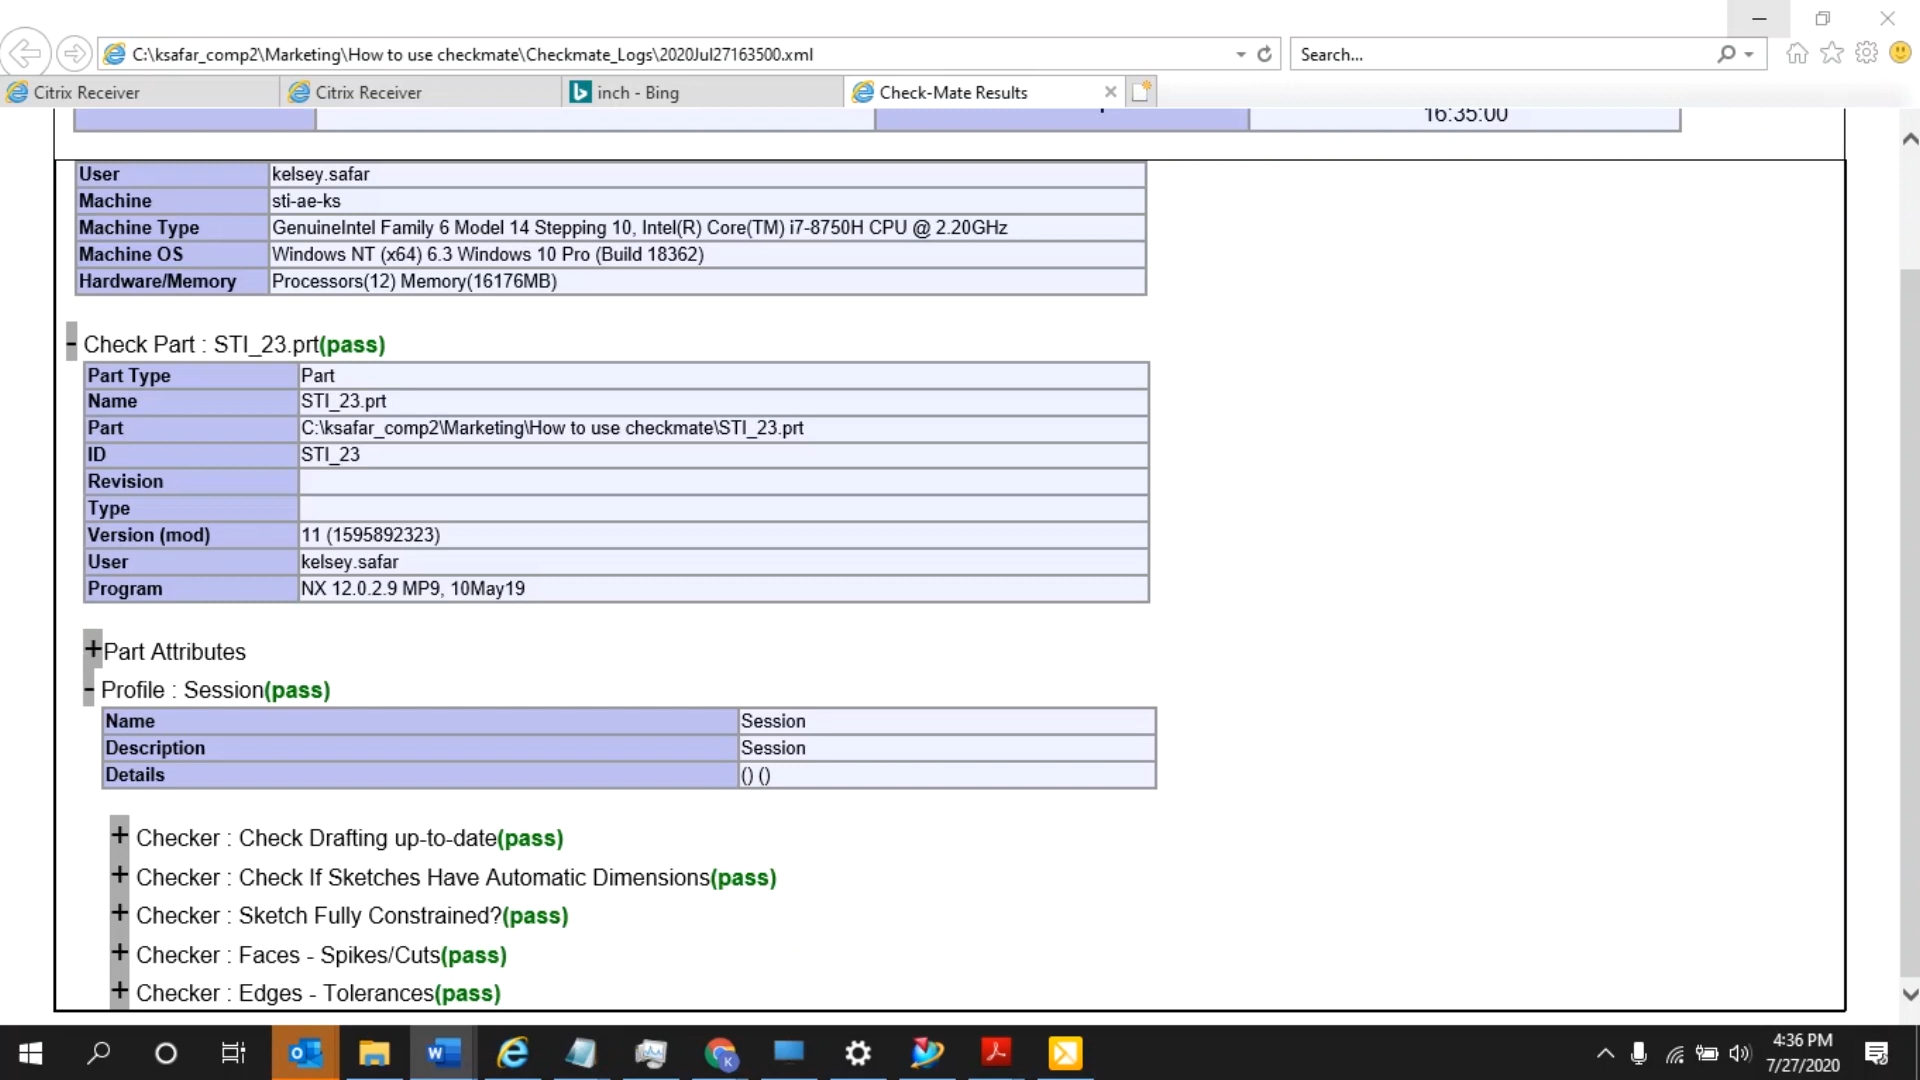 C:\ksafar_comp2\Marketing\How to use checkmate\Checkmate_Logs\2020Jul27163500.xml
Search...
Citrix Receiver
Citrix Receiver
inch - Bing
Check-Mate Results
16:35:00
User kelsey.safar
Machine sti-ae-ks
Machine Type GenuineIntel Family 6 Model 14 Stepping 10, Intel(R) Core(TM) i7-8750H CPU @ 2.20GHz
Machine OS Windows NT (x64) 6.3 Windows 10 Pro (Build 18362)
Hardware/Memory Processors(12) Memory(16176MB)
- Check Part : STI_23.prt(pass)
Part Type Part
Name STI_23.prt
Part C:\ksafar_comp2\Marketing\How to use checkmate\STI_23.prt
ID STI_23
Revision
Type
Version (mod) 11 (1595892323)
User kelsey.safar
Program NX 12.0.2.9 MP9, 10May19
+Part Attributes
- Profile : Session(pass)
Name Session
Description Session
Details () ()
+ Checker : Check Drafting up-to-date(pass)
+ Checker : Check If Sketches Have Automatic Dimensions(pass)
+ Checker : Sketch Fully Constrained?(pass)
+ Checker : Faces - Spikes/Cuts(pass)
+ Checker : Edges - Tolerances(pass)
4:36 PM
7/27/2020